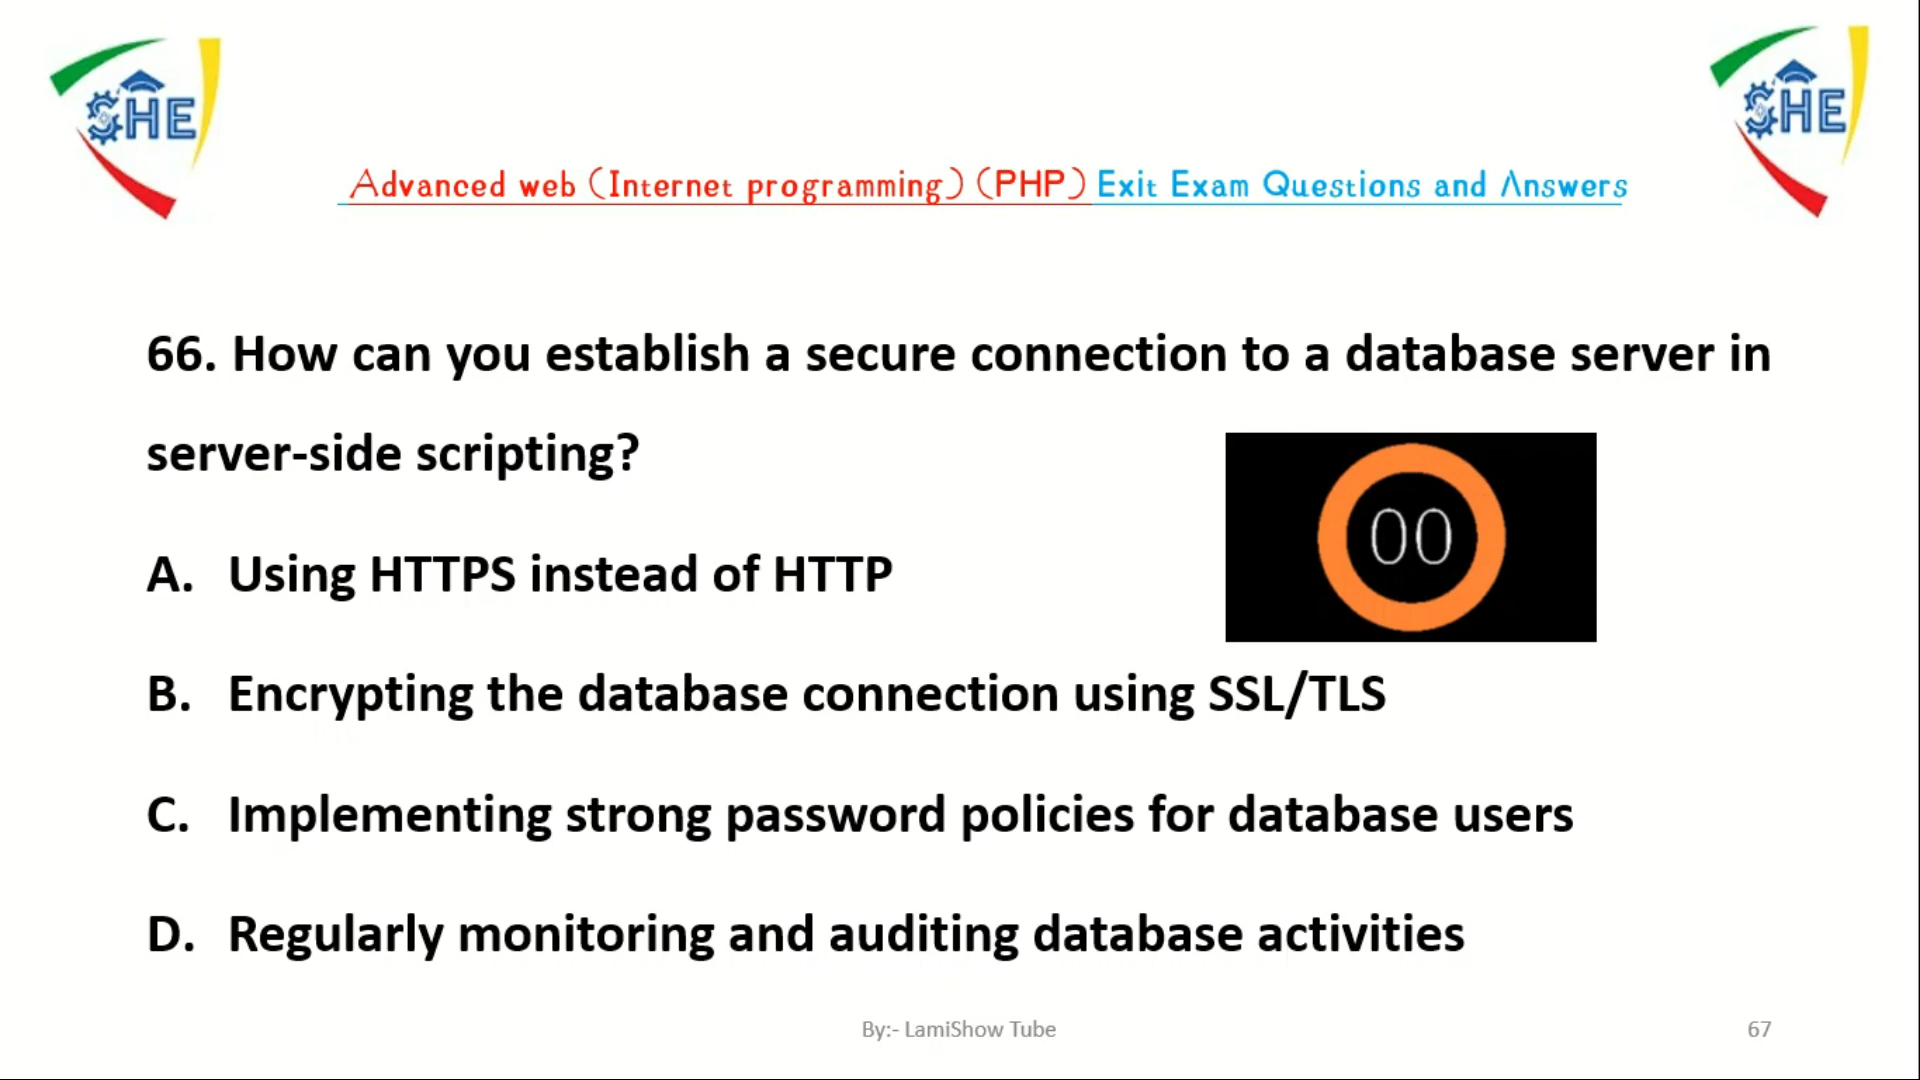 SHE
SHE
Advanced web (Internet programming) (PHP) Exit Exam Questions and Answers
66. How can you establish a secure connection to a database server in
server-side scripting?
00
A. Using HTTPS instead of HTTP
B. Encrypting the database connection using SSL/TLS
C. Implementing strong password policies for database users
D. Regularly monitoring and auditing database activities
By:- LamiShow Tube
67